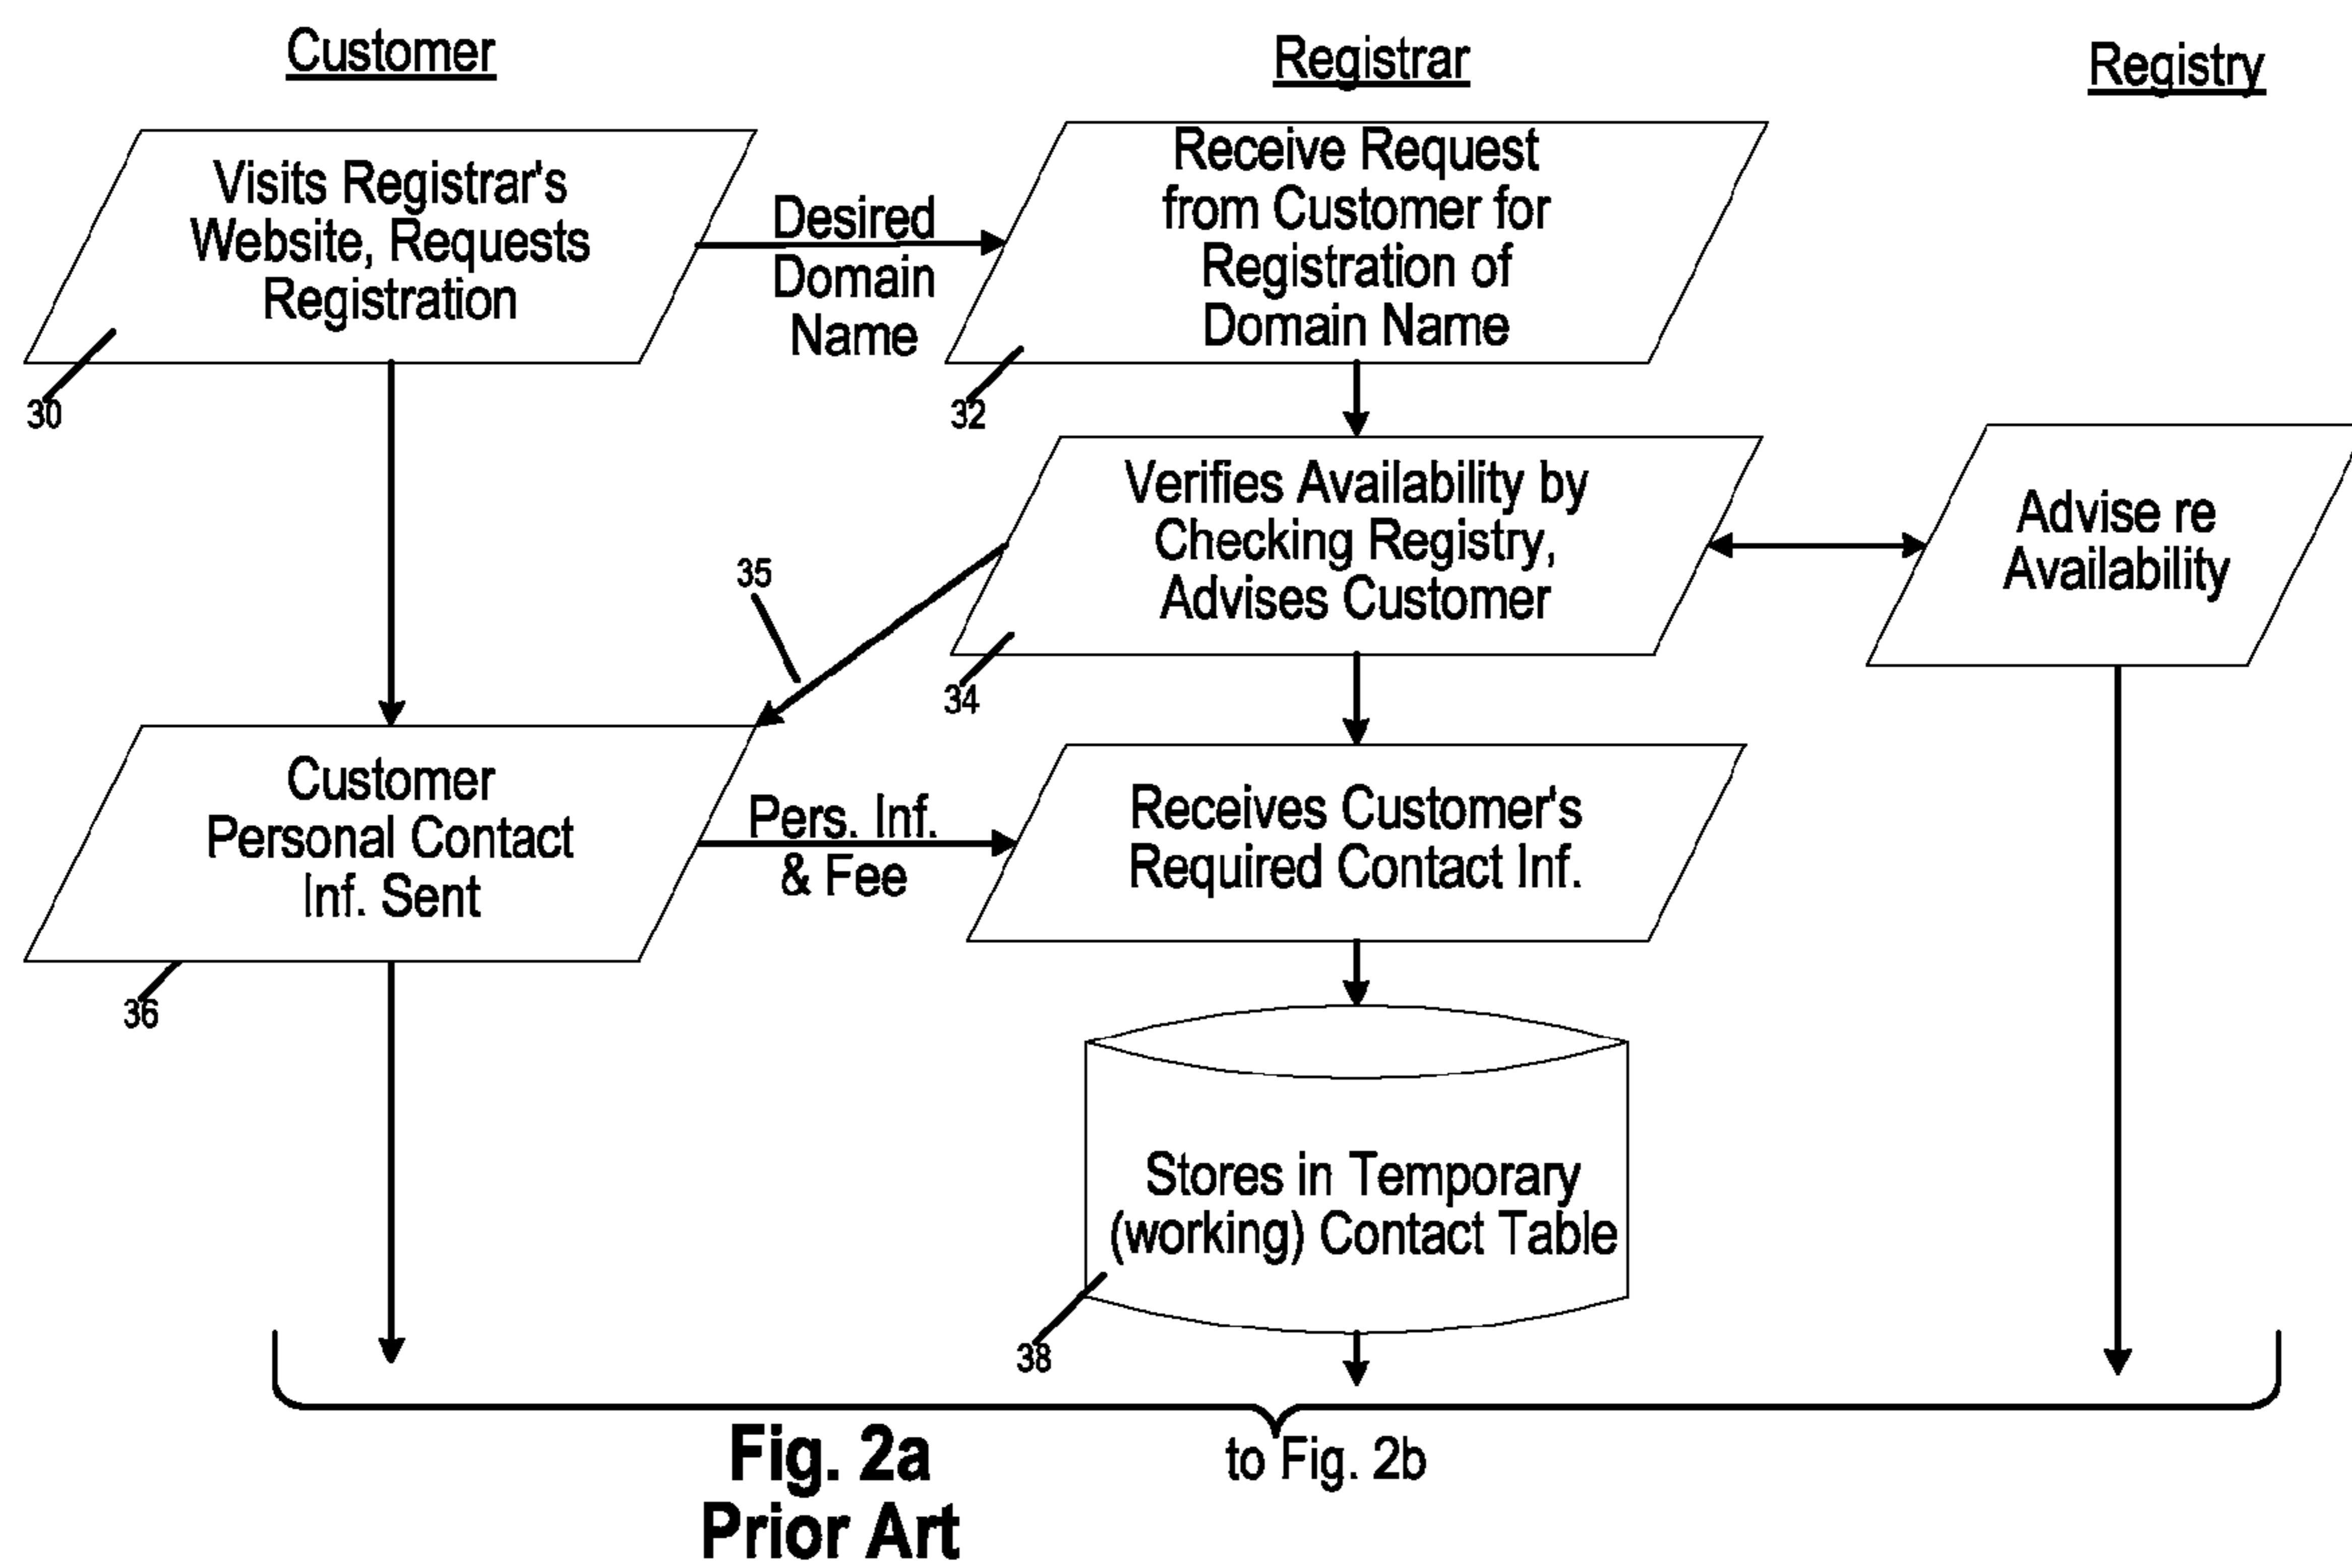 Customer
Registrar
Registry
Visits Registrar's
Website, Requests
Registration
30
Desired
Domain
Name
Receive Request
from Customer for
Registration of
Domain Name
32
Verifies Availability by
Checking Registry,
Advises Customer
34
Advise re
Availability
35
Customer
Personal Contact
Inf. Sent
36
Pers. Inf.
& Fee
Receives Customer's
Required Contact Inf.
Stores in Temporary
(working) Contact Table
38
Fig. 2a
Prior Art
to Fig. 2b